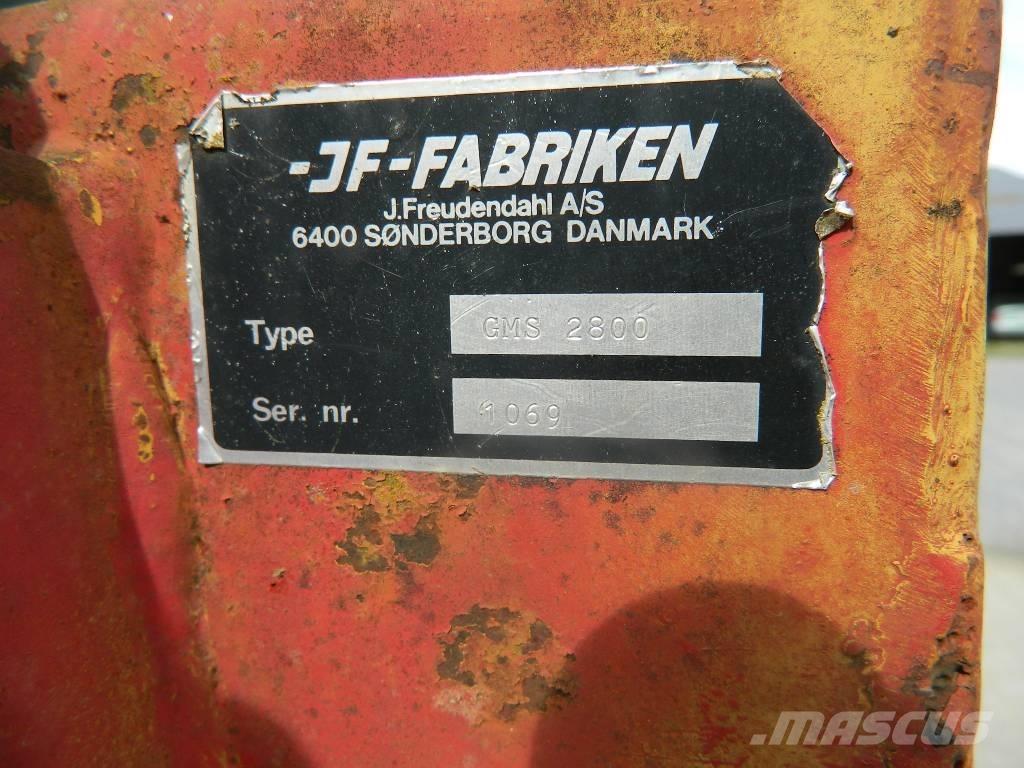 -JF-FABRIKEN
J.Freudendahl A/S
6400 SØNDERBORG DANMARK
Type GMS 2800
Ser. nr. 1069
MASCUS